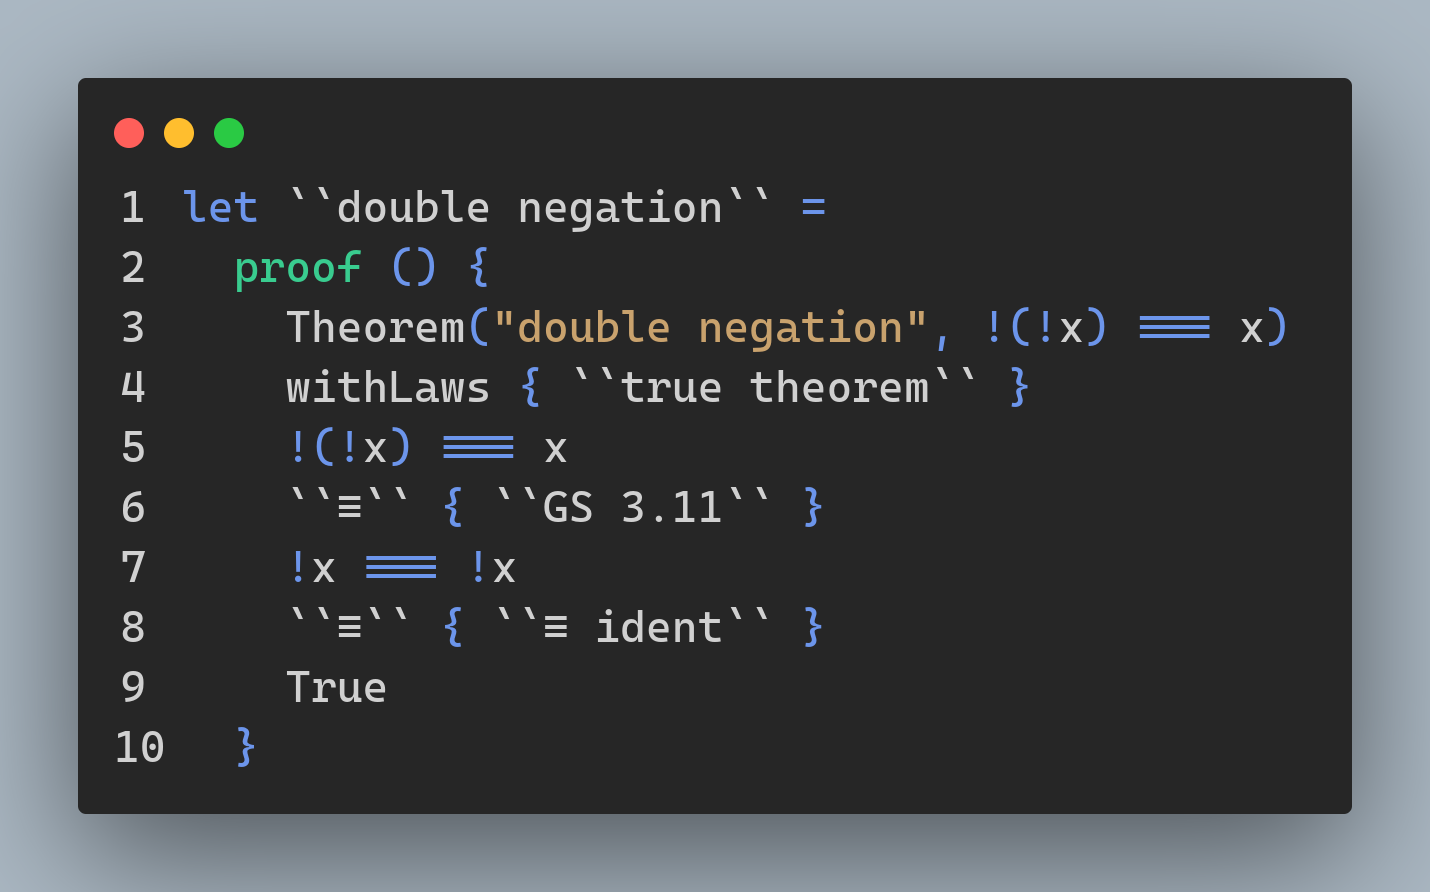 1 let ``double negation`` =
2   proof () {
3     Theorem("double negation", !(!x) === x)
4     withLaws { ``true theorem`` }
5     !(!x) === x
6     ``≡`` { ``GS 3.11`` }
7     !x === !x
8     ``≡`` { ``≡ ident`` }
9     True
10   }